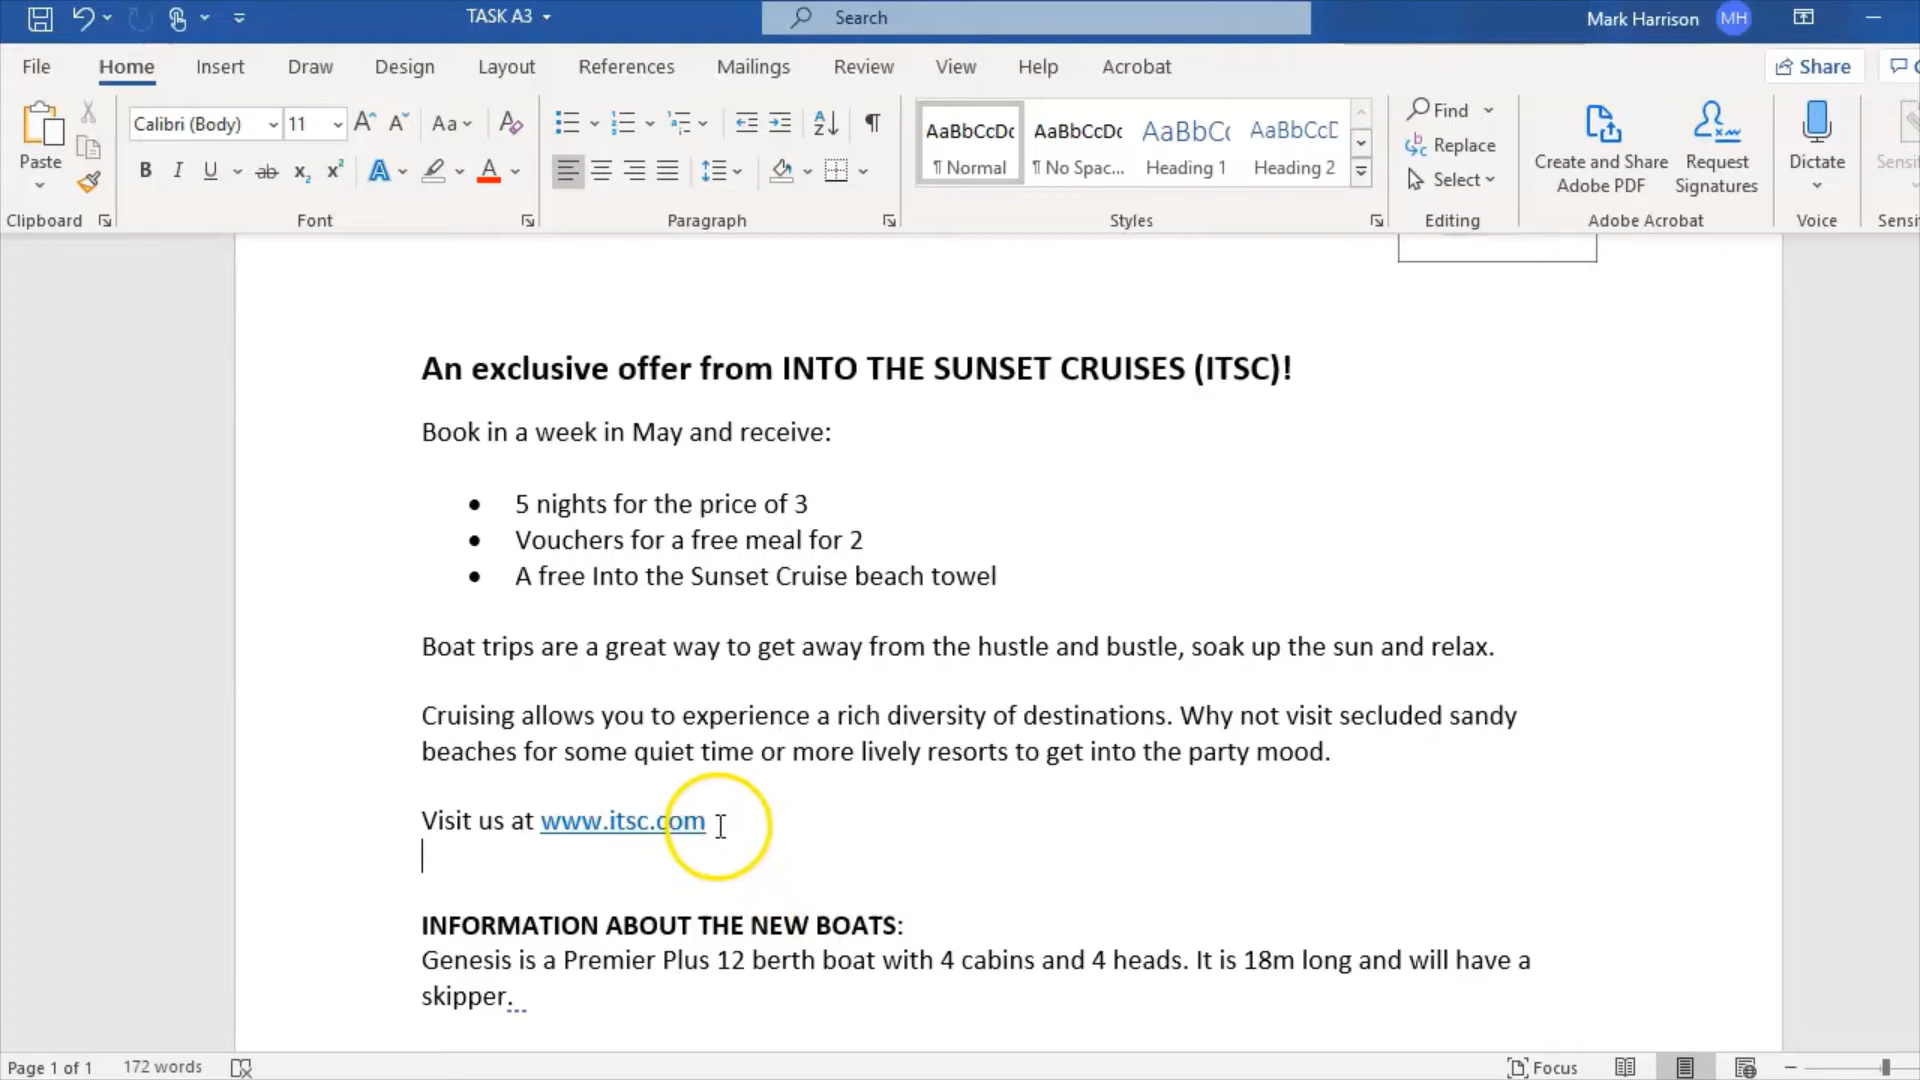 TASK A3
Search
Mark Harrison MH
File Home Insert Draw Design Layout References Mailings Review View Help Acrobat Share
Calibri (Body) 11 Aa
AaBbCcDc AaBbCcDc AaBbC AaBbCcD
¶ Normal ¶ No Spac... Heading 1 Heading 2
Find
Replace
Select
Paste
Create and Share Adobe PDF
Request Signatures
Dictate
Clipboard Font Paragraph Styles Editing Adobe Acrobat Voice
An exclusive offer from INTO THE SUNSET CRUISES (ITSC)!
Book in a week in May and receive:
• 5 nights for the price of 3
• Vouchers for a free meal for 2
• A free Into the Sunset Cruise beach towel
Boat trips are a great way to get away from the hustle and bustle, soak up the sun and relax.
Cruising allows you to experience a rich diversity of destinations. Why not visit secluded sandy
beaches for some quiet time or more lively resorts to get into the party mood.
Visit us at www.itsc.com
INFORMATION ABOUT THE NEW BOATS:
Genesis is a Premier Plus 12 berth boat with 4 cabins and 4 heads. It is 18m long and will have a
skipper.
Page 1 of 1 172 words Focus